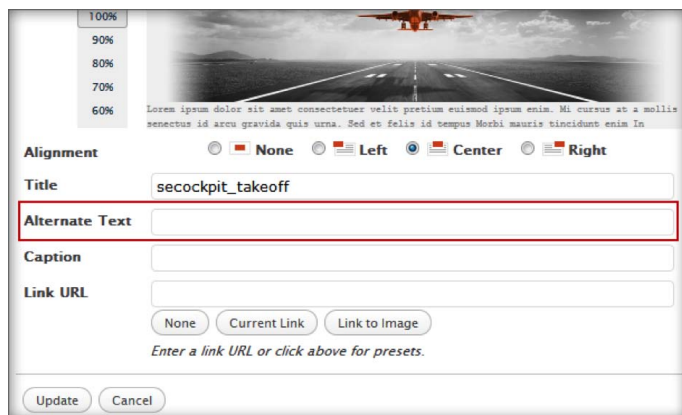 100%
90%
80%
70%
60%
Lorem ipsum dolor sit amet consectetuer velit pretium euismod ipsum enim. Mi cursus at a mollis
senectus id arcu gravida quis urna. Sed et felis id tempus Morbi mauris tincidunt enim In
Alignment None Left Center Right
Title secockpit_takeoff
Alternate Text
Caption
Link URL
None Current Link Link to Image
Enter a link URL or click above for presets.
Update Cancel